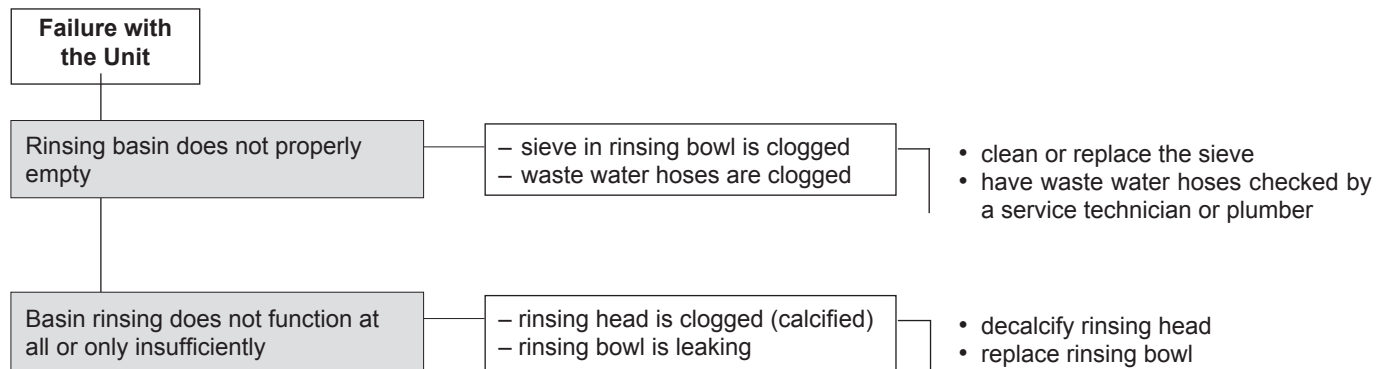 Failure with
the Unit
Rinsing basin does not properly
empty
– sieve in rinsing bowl is clogged
– waste water hoses are clogged
• clean or replace the sieve
• have waste water hoses checked by
a service technician or plumber
Basin rinsing does not function at
all or only insufficiently
– rinsing head is clogged (calcified)
– rinsing bowl is leaking
• decalcify rinsing head
• replace rinsing bowl